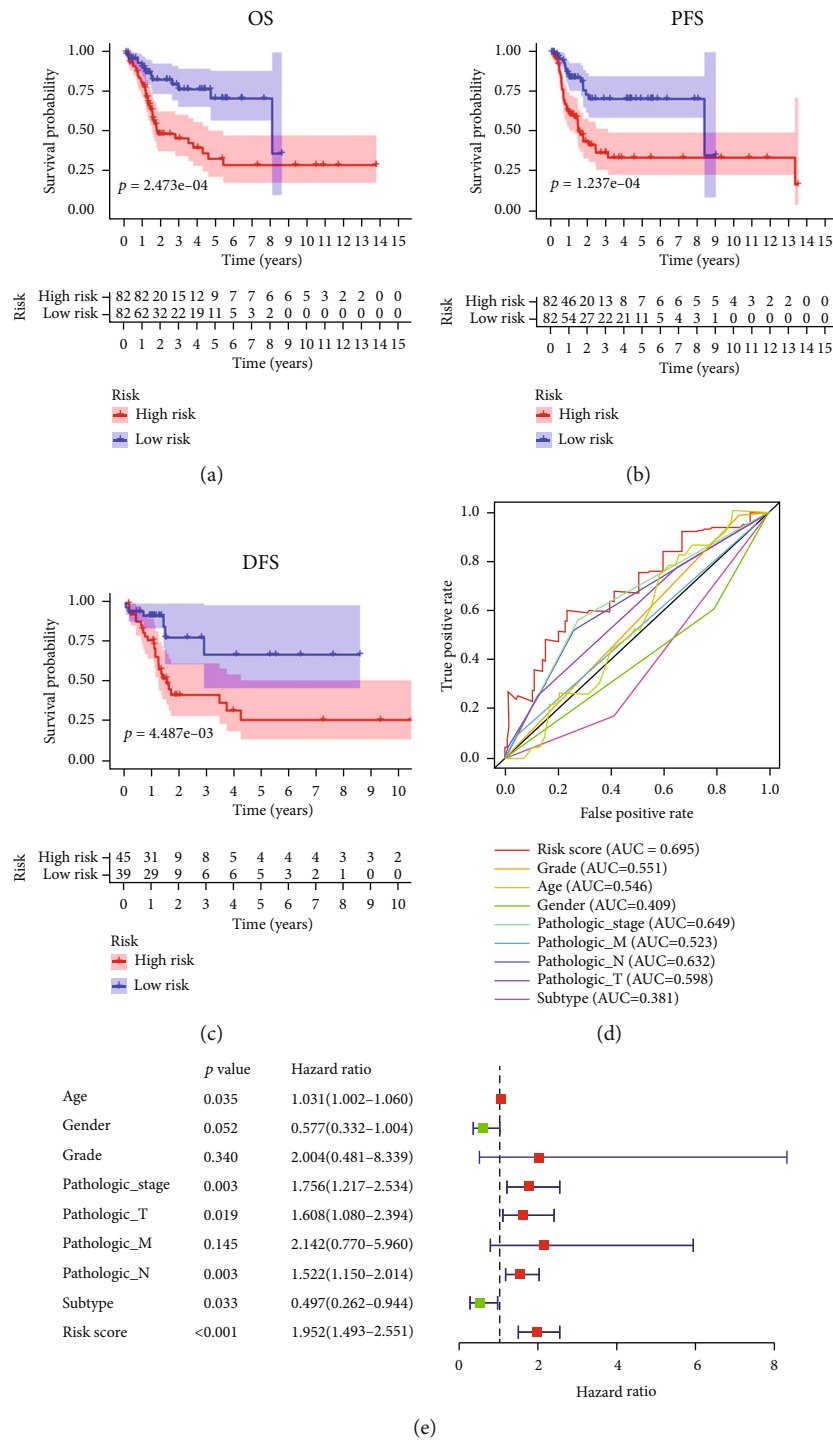 OS
Survival probability
1.00
0.75
0.50
0.25
0.00
p = 2.473e–04
0 1 2 3 4 5 6 7 8 9 10 11 12 13 14 15
Time (years)
Risk
High risk 82 82 20 15 12 9 7 7 6 6 5 3 2 2 0 0
Low risk 82 62 32 22 19 11 5 3 2 0 0 0 0 0 0 0
0 1 2 3 4 5 6 7 8 9 10 11 12 13 14 15
Time (years)
Risk
High risk
Low risk
(a)
PFS
Survival probability
1.00
0.75
0.50
0.25
0.00
p = 1.237e–04
0 1 2 3 4 5 6 7 8 9 10 11 12 13 14 15
Time (years)
Risk
High risk 82 46 20 13 8 7 6 6 5 5 4 3 2 2 0 0
Low risk 82 54 27 22 21 11 5 4 3 1 0 0 0 0 0 0
0 1 2 3 4 5 6 7 8 9 10 11 12 13 14 15
Time (years)
Risk
High risk
Low risk
(b)
DFS
Survival probability
1.00
0.75
0.50
0.25
0.00
p = 4.487e–03
0 1 2 3 4 5 6 7 8 9 10
Time (years)
Risk
High risk 45 31 9 8 5 4 4 4 3 3 2
Low risk 39 29 9 6 6 5 3 2 1 0 0
0 1 2 3 4 5 6 7 8 9 10
Time (years)
Risk
High risk
Low risk
(c)
True positive rate
1.0
0.8
0.6
0.4
0.2
0.0
0.0 0.2 0.4 0.6 0.8 1.0
False positive rate
Risk score (AUC = 0.695)
Grade (AUC=0.551)
Age (AUC=0.546)
Gender (AUC=0.409)
Pathologic_stage (AUC=0.649)
Pathologic_M (AUC=0.523)
Pathologic_N (AUC=0.632)
Pathologic_T (AUC=0.598)
Subtype (AUC=0.381)
(d)
p value Hazard ratio
Age 0.035 1.031(1.002–1.060)
Gender 0.052 0.577(0.332–1.004)
Grade 0.340 2.004(0.481–8.339)
Pathologic_stage 0.003 1.756(1.217–2.534)
Pathologic_T 0.019 1.608(1.080–2.394)
Pathologic_M 0.145 2.142(0.770–5.960)
Pathologic_N 0.003 1.522(1.150–2.014)
Subtype 0.033 0.497(0.262–0.944)
Risk score <0.001 1.952(1.493–2.551)
0 2 4 6 8
Hazard ratio
(e)